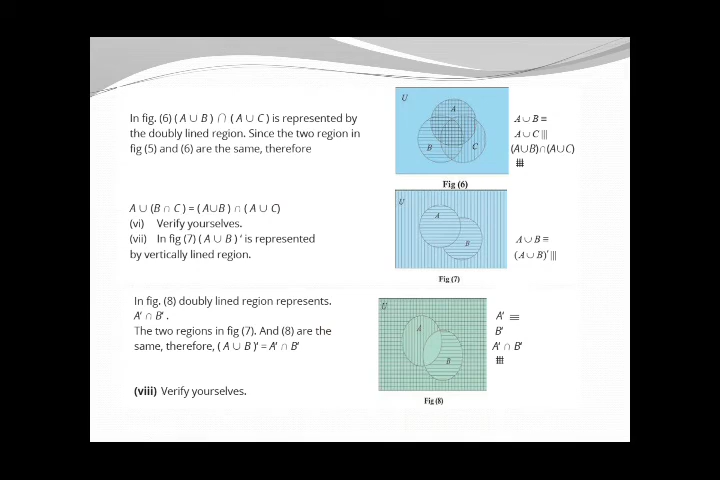 In fig. (6) ( A ∪ B ) ∩ ( A ∪ C ) is represented by
the doubly lined region. Since the two region in
fig (5) and (6) are the same, therefore
U
A
B
C
A ∪ B ≡
A ∪ C |||
(A∪B)∩(A∪C)
Fig (6)
A ∪ (B ∩ C ) = ( A∪B ) ∩ ( A ∪ C)
(vi) Verify yourselves.
(vii) In fig (7) ( A ∪ B ) ′ is represented
by vertically lined region.
U
A
B
A ∪ B ≡
(A ∪ B)′ |||
Fig (7)
In fig. (8) doubly lined region represents.
A′ ∩ B′ .
The two regions in fig (7). And (8) are the
same, therefore, ( A ∪ B )′ = A′ ∩ B′
U
A
B
A′ ≡
B′
A′ ∩ B′
Fig (8)
(viii) Verify yourselves.